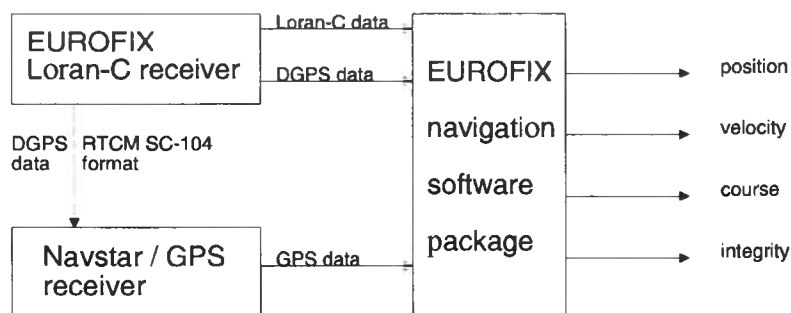 EUROFIX
Loran-C receiver
Loran-C data
DGPS data
DGPS
data
RTCM SC-104
format
Navstar / GPS
receiver
GPS data
EUROFIX
navigation
software
package
position
velocity
course
integrity